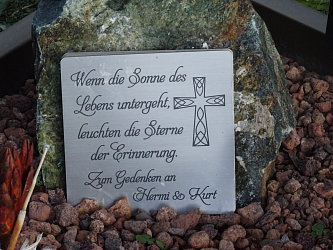 Wenn die Sonne des
Lebens untergeht,
leuchten die Sterne
der Erinnerung.
Zum Gedenken an
Hermi & Kurt